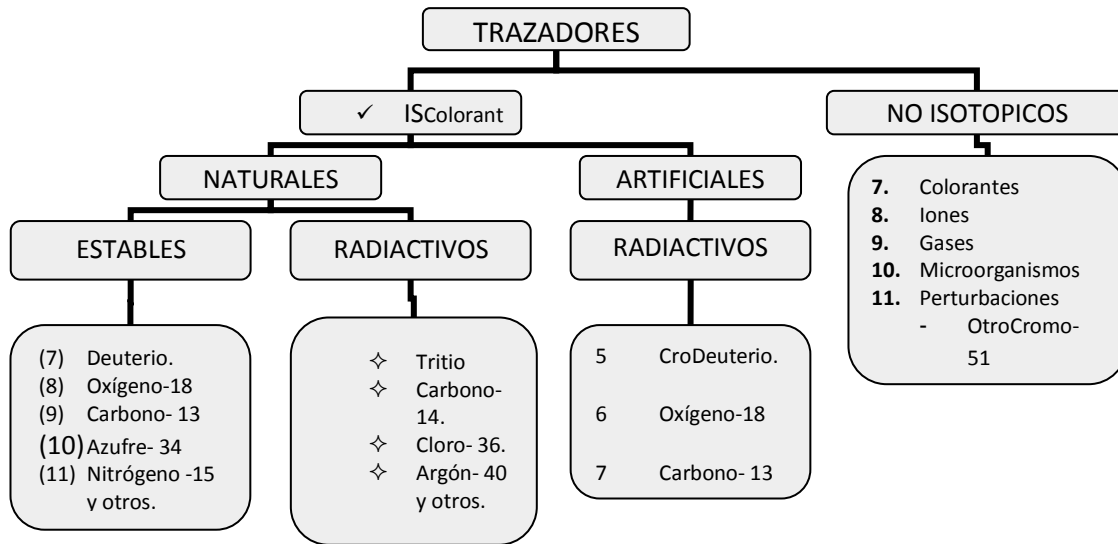 TRAZADORES
✓ ISColorant
NO ISOTOPICOS
NATURALES
ARTIFICIALES
7. Colorantes
8. Iones
9. Gases
10. Microorganismos
11. Perturbaciones
- OtroCromo-
51
ESTABLES
RADIACTIVOS
RADIACTIVOS
(7) Deuterio.
(8) Oxígeno-18
(9) Carbono- 13
(10) Azufre- 34
(11) Nitrógeno -15
y otros.
✧ Tritio
✧ Carbono-
14.
✧ Cloro- 36.
✧ Argón- 40
y otros.
5 CroDeuterio.
6 Oxígeno-18
7 Carbono- 13